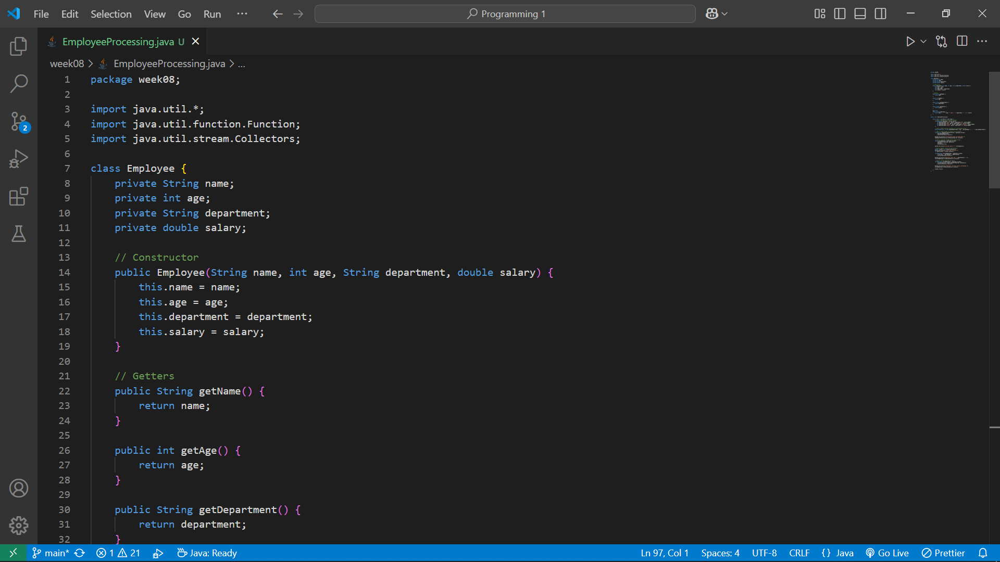 File Edit Selection View Go Run ··· Programming 1
EmployeeProcessing.java U
week08 > EmployeeProcessing.java > ...
1 package week08;
2
3 import java.util.*;
4 import java.util.function.Function;
5 import java.util.stream.Collectors;
6
7 class Employee {
8     private String name;
9     private int age;
10     private String department;
11     private double salary;
12
13     // Constructor
14     public Employee(String name, int age, String department, double salary) {
15         this.name = name;
16         this.age = age;
17         this.department = department;
18         this.salary = salary;
19     }
20
21     // Getters
22     public String getName() {
23         return name;
24     }
25
26     public int getAge() {
27         return age;
28     }
29
30     public String getDepartment() {
31         return department;
32     }
2
main* 1 21 Java: Ready Ln 97, Col 1 Spaces: 4 UTF-8 CRLF {} Java Go Live Prettier